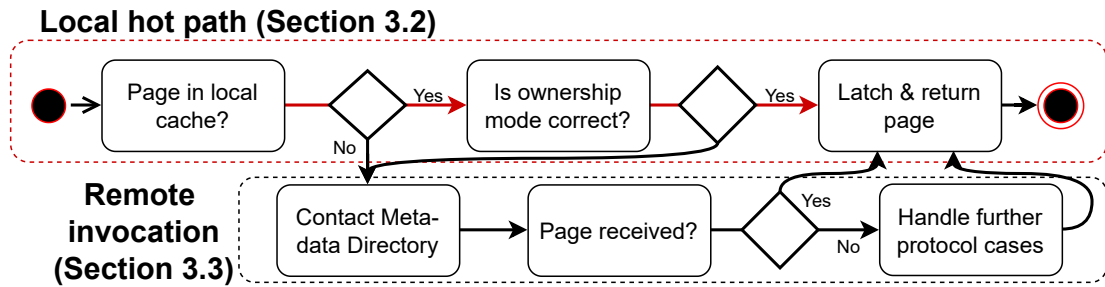 Local hot path (Section 3.2)
Page in local
cache?
Yes
No
Is ownership
mode correct?
Yes
Latch & return
page
Remote
invocation
(Section 3.3)
Contact Meta-
data Directory
Page received?
Yes
No
Handle further
protocol cases